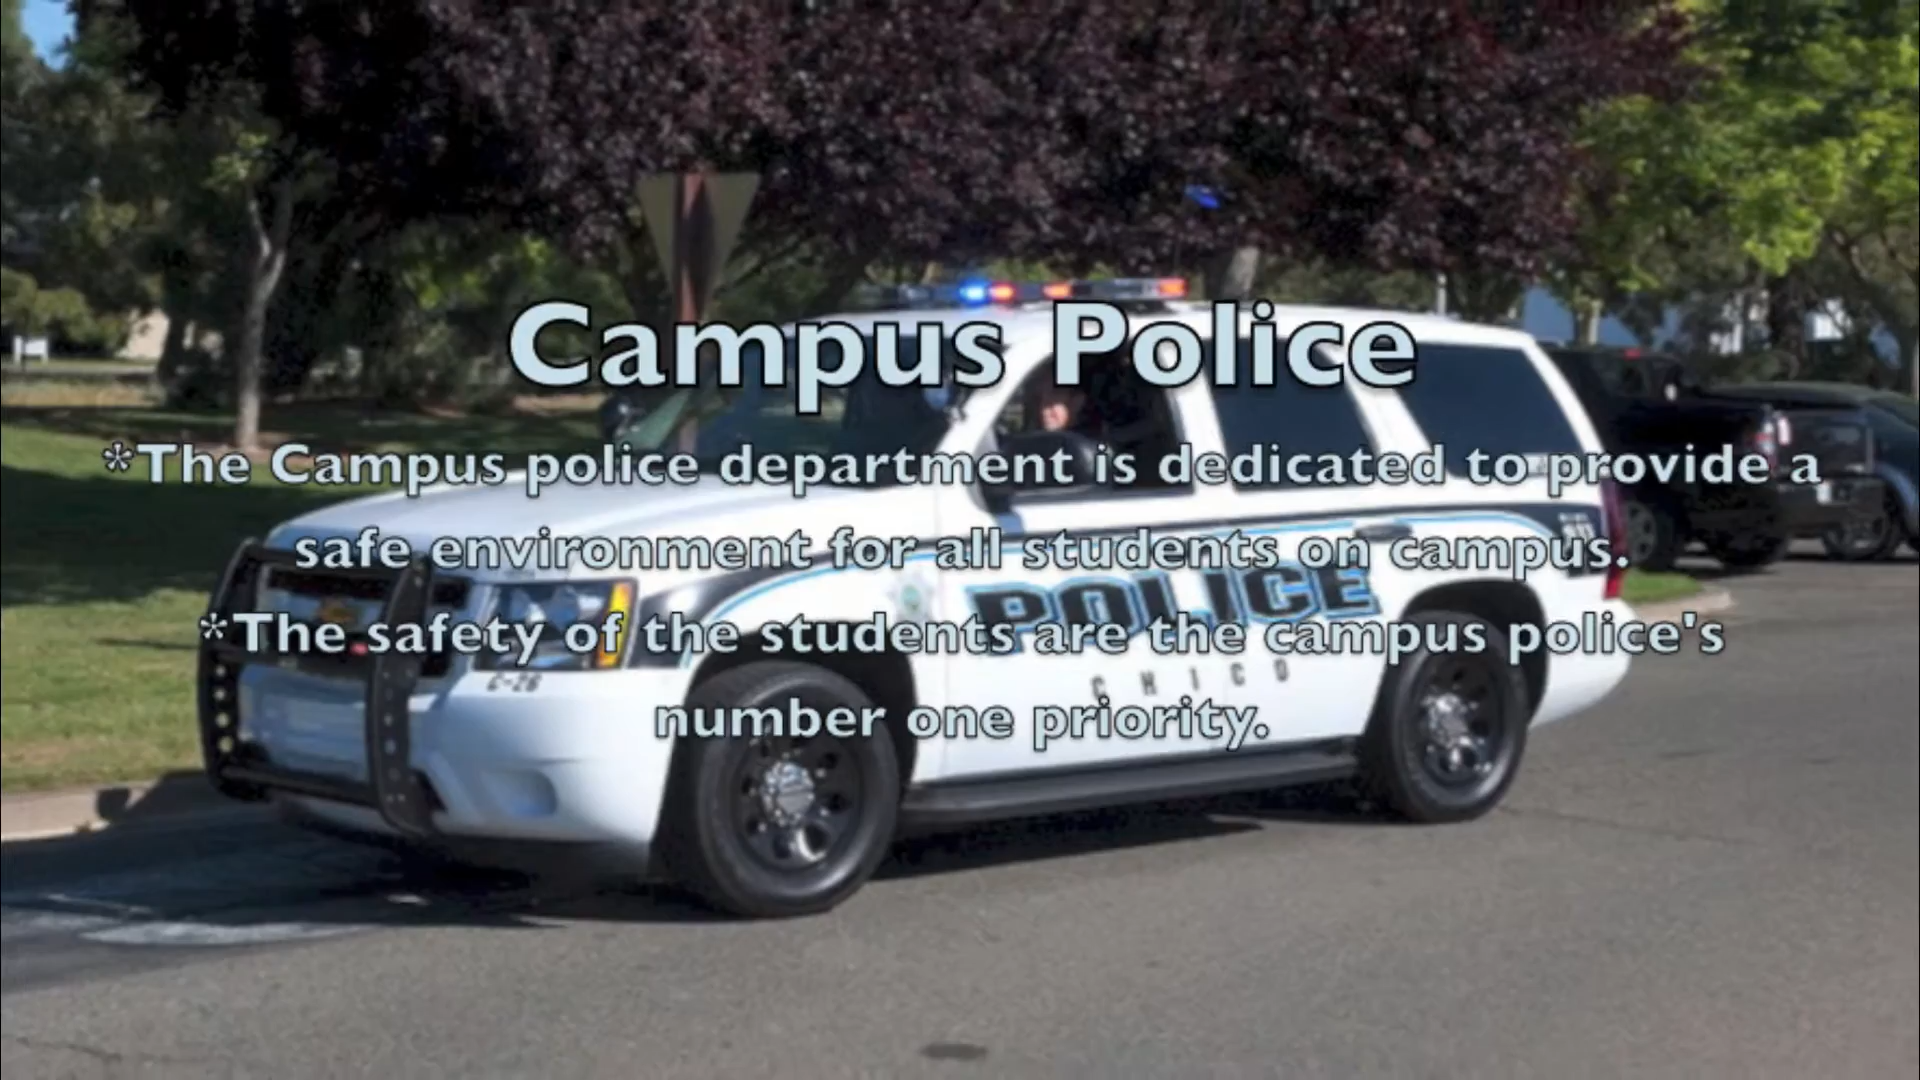 Campus Police
*The Campus police department is dedicated to provide a
safe environment for all students on campus.
POLICE
*The safety of the students are the campus police's
CHICO
C-26
number one priority.